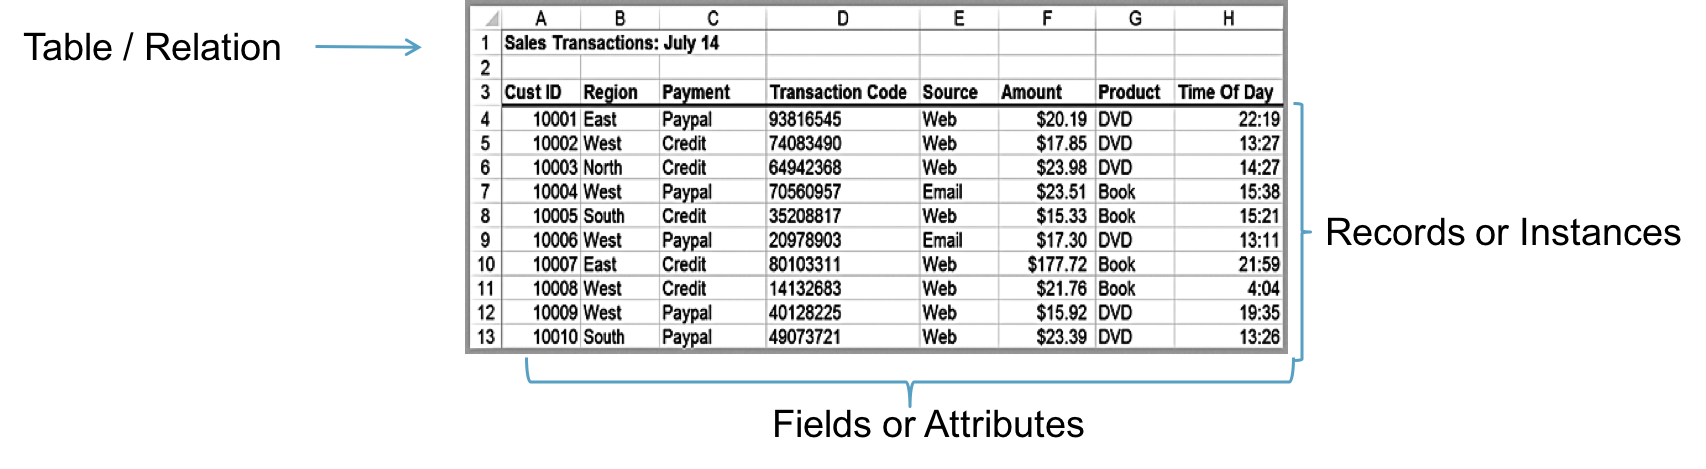 Table / Relation
A B C D E F G H
1 Sales Transactions: July 14
2
3 Cust ID Region Payment Transaction Code Source Amount Product Time Of Day
4 10001 East Paypal 93816545 Web $20.19 DVD 22:19
5 10002 West Credit 74083490 Web $17.85 DVD 13:27
6 10003 North Credit 64942368 Web $23.98 DVD 14:27
7 10004 West Paypal 70560957 Email $23.51 Book 15:38
8 10005 South Credit 35208817 Web $15.33 Book 15:21
9 10006 West Paypal 20978903 Email $17.30 DVD 13:11
10 10007 East Credit 80103311 Web $177.72 Book 21:59
11 10008 West Credit 14132683 Web $21.76 Book 4:04
12 10009 West Paypal 40128225 Web $15.92 DVD 19:35
13 10010 South Paypal 49073721 Web $23.39 DVD 13:26
Records or Instances
Fields or Attributes